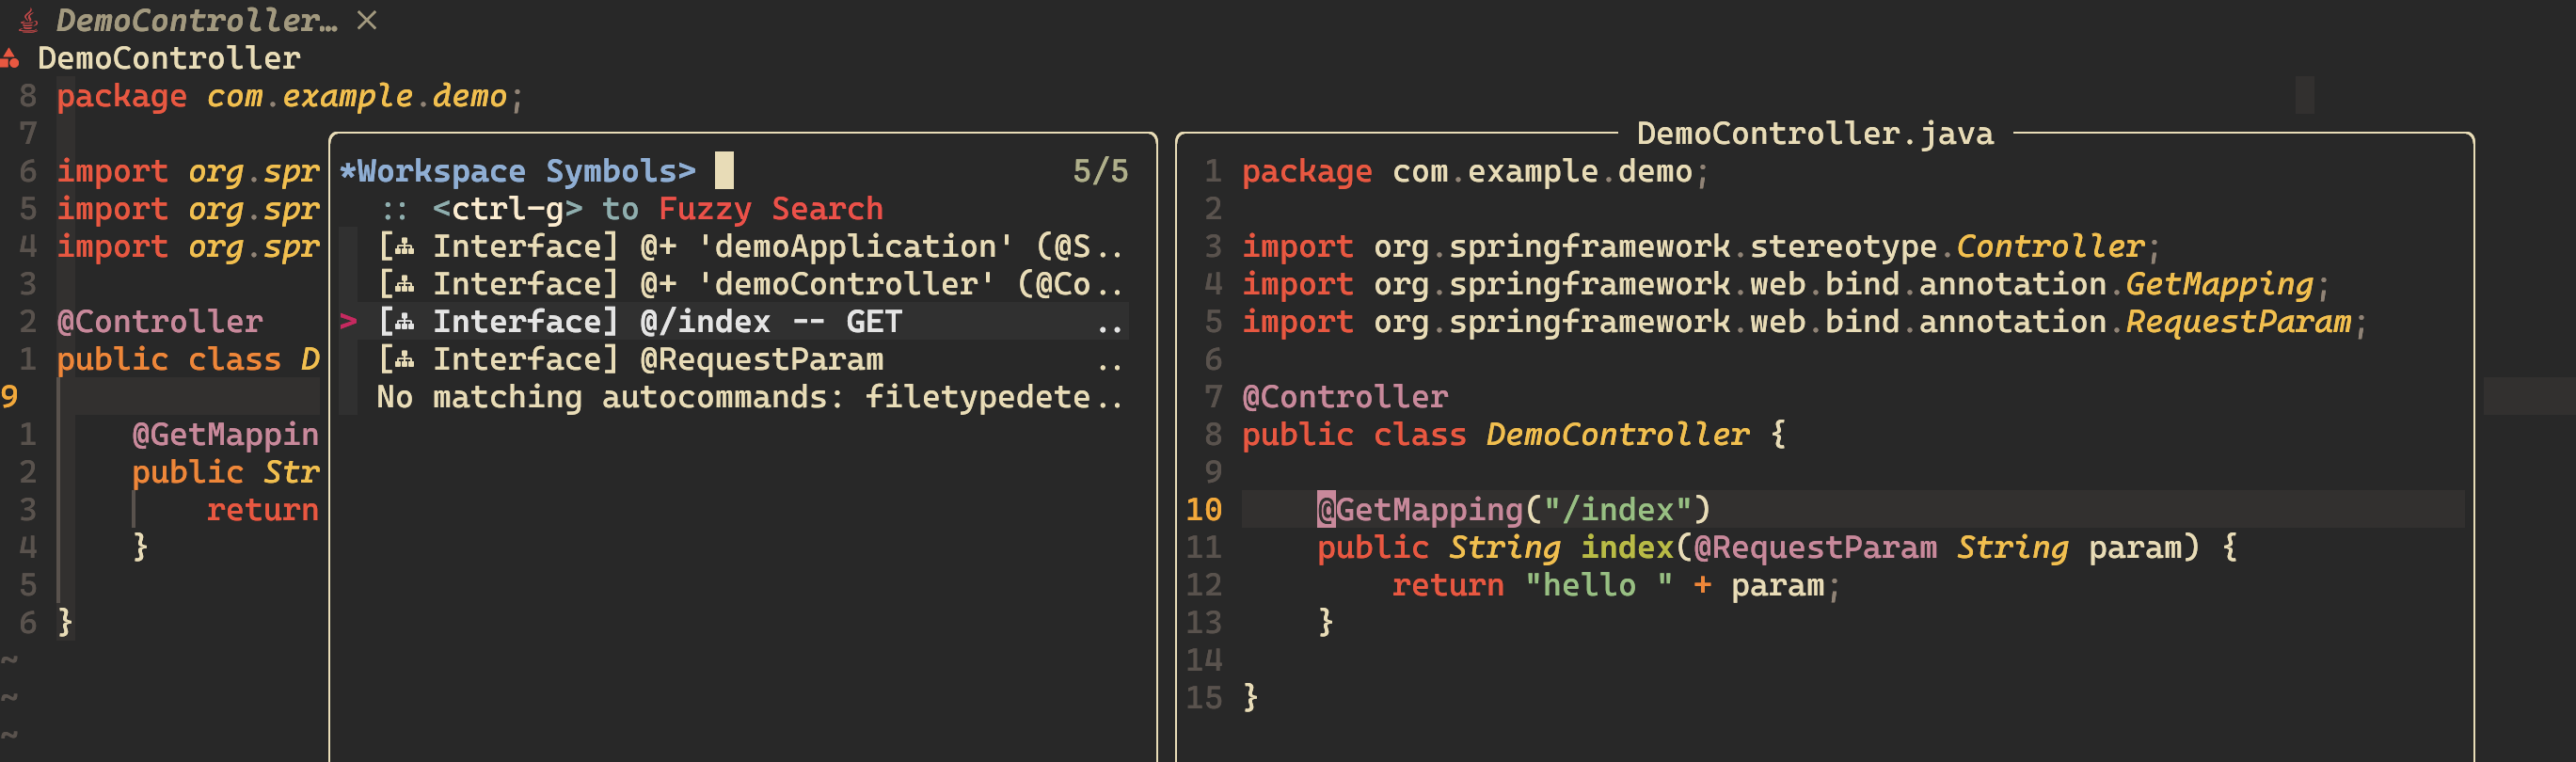 DemoController… ×
DemoController
8 package com.example.demo;
7
6 import org.spr
5 import org.spr
4 import org.spr
3
2 @Controller
1 public class D
9
1 @GetMappin
2 public Str
3 return
4 }
5
6 }
~
~
~
*Workspace Symbols> 5/5
:: <ctrl-g> to Fuzzy Search
[ Interface] @+ 'demoApplication' (@S..
[ Interface] @+ 'demoController' (@Co..
> [ Interface] @/index -- GET ..
[ Interface] @RequestParam ..
No matching autocommands: filetypedete..
DemoController.java
1 package com.example.demo;
2
3 import org.springframework.stereotype.Controller;
4 import org.springframework.web.bind.annotation.GetMapping;
5 import org.springframework.web.bind.annotation.RequestParam;
6
7 @Controller
8 public class DemoController {
9
10 @GetMapping("/index")
11 public String index(@RequestParam String param) {
12 return "hello " + param;
13 }
14
15 }